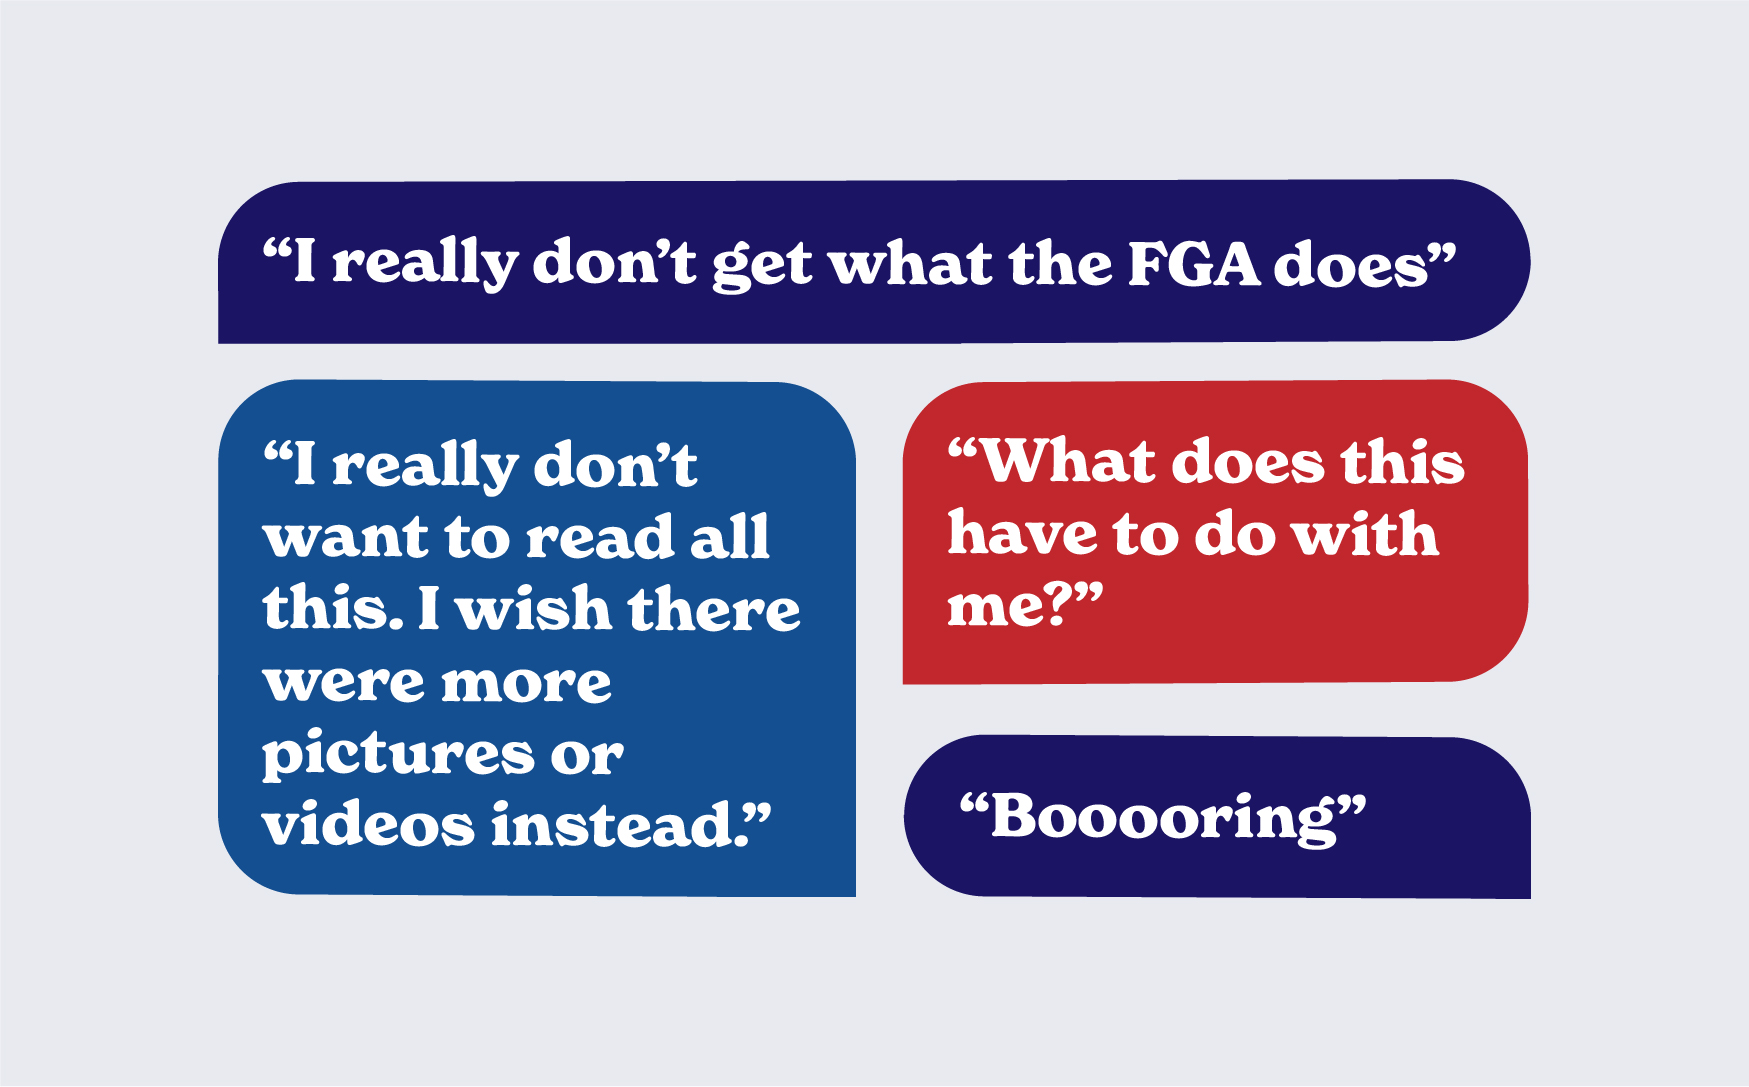 “I really don’t get what the FGA does”
“I really don’t
want to read all
this. I wish there
were more
pictures or
videos instead.”
“What does this
have to do with
me?”
“Booooring”